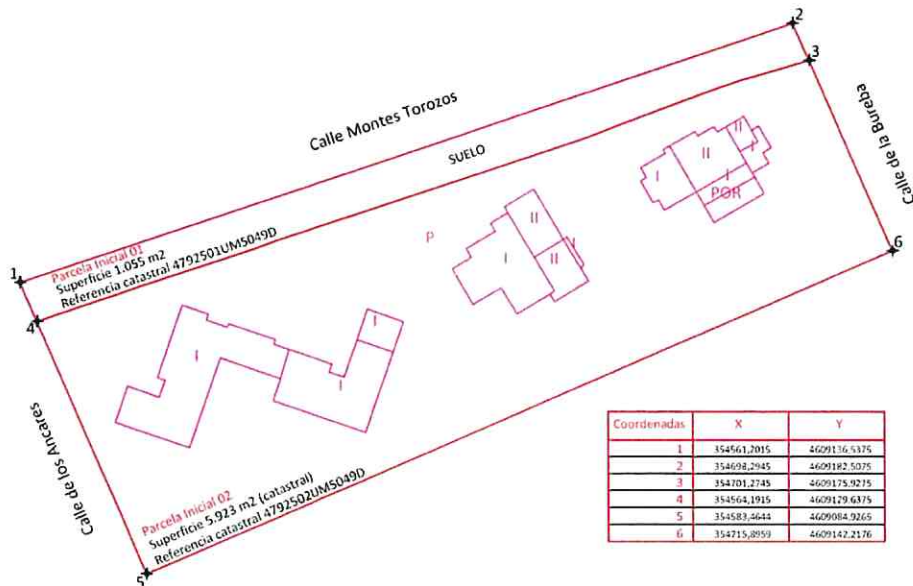 2
3
Calle Montes Torozos
SUELO
Calle de la Bureba
II
II
I
I
I
POR
6
P
II
I
II
I
1
Parcela Inicial 01
Superficie 1.055 m2
Referencia catastral 4792501UM5049D
4
I
I
I
Calle de los Ancares
Parcela Inicial 02
Superficie 5.923 m2 (catastral)
Referencia catastral 4792502UM5049D
5
Coordenadas X Y
1 354561,2015 4609136,5375
2 354698,2945 4609182,5075
3 354701,2745 4609175,9275
4 354564,1915 4609129,6375
5 354583,4644 4609084,9265
6 354715,8959 4609142,2176